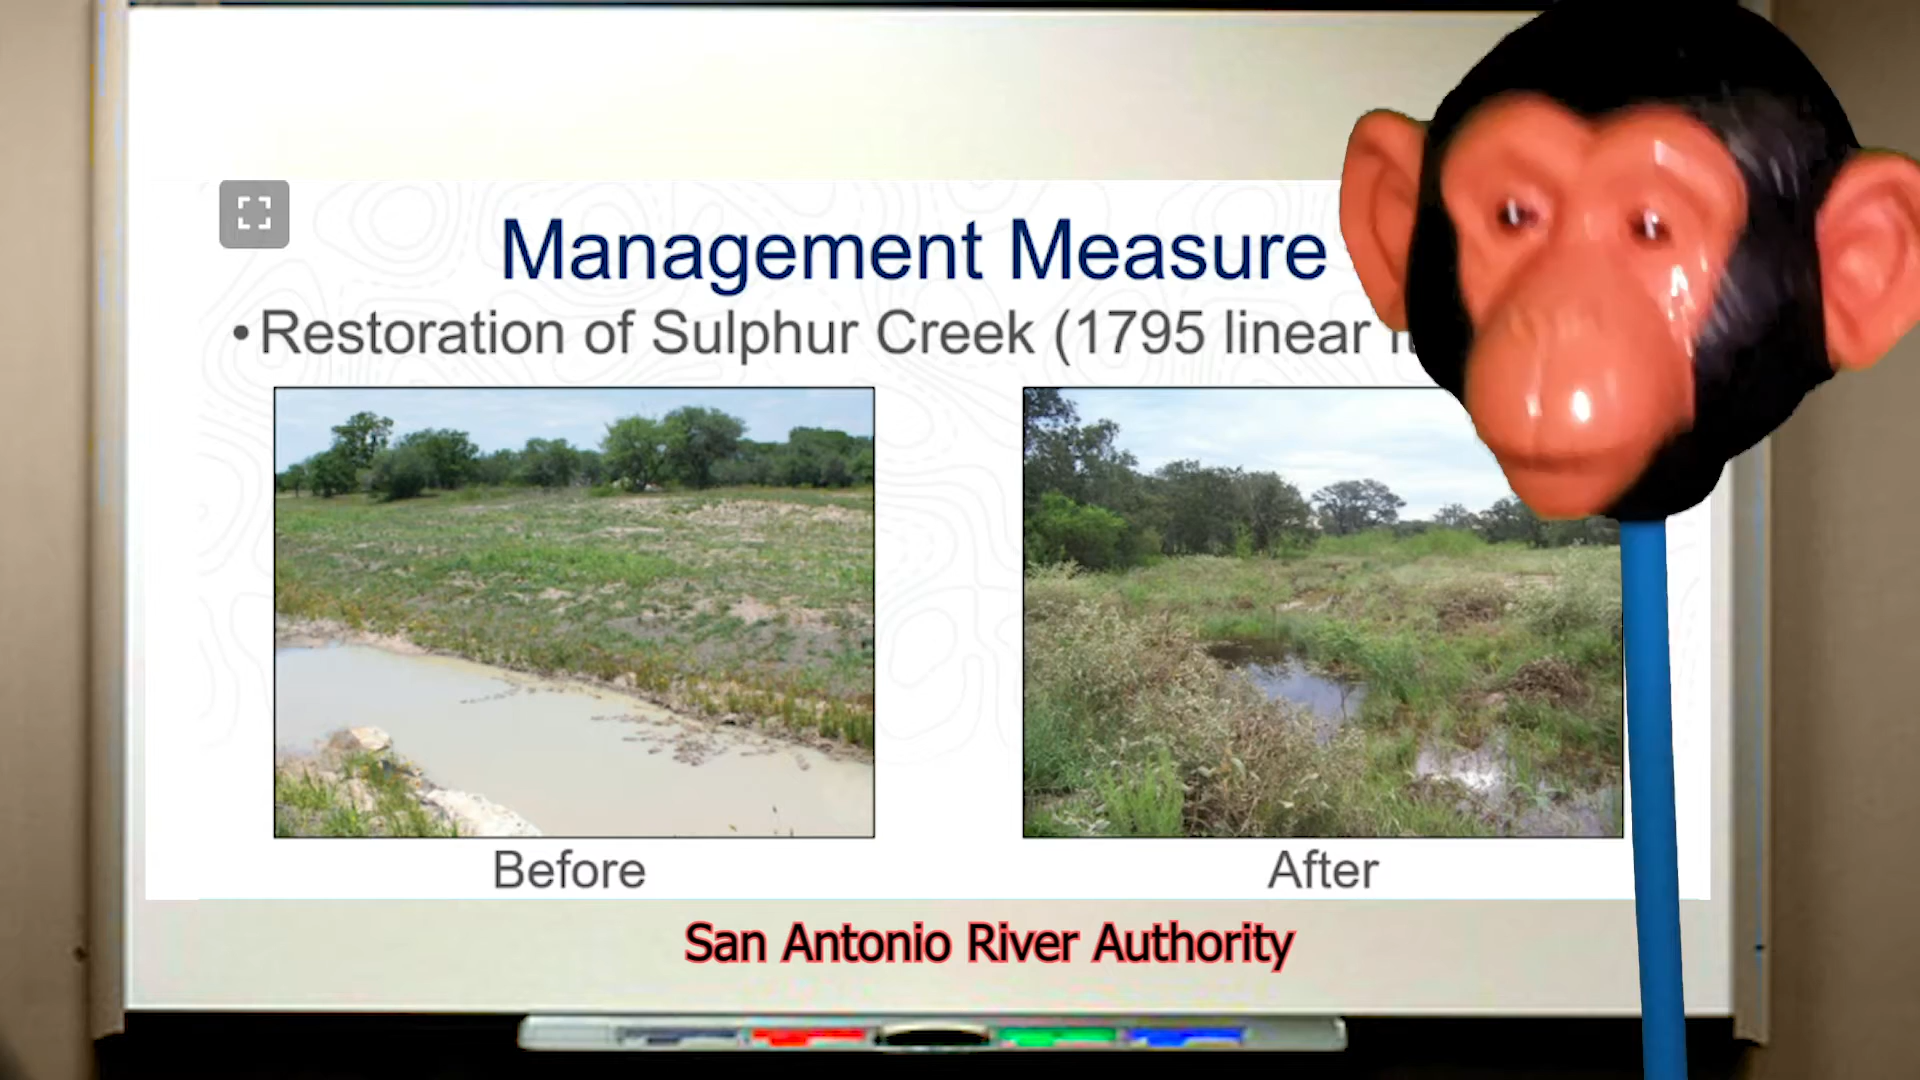 Management Measure
• Restoration of Sulphur Creek (1795 linear
Before
After
San Antonio River Authority